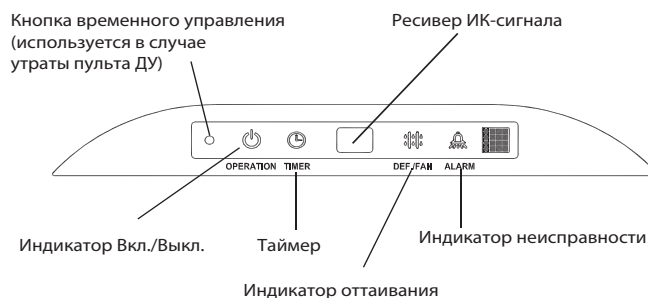 Кнопка временного управления
(используется в случае
утраты пульта ДУ)
Ресивер ИК-сигнала
OPERATION TIMER DEF./FAH ALARM
Индикатор Вкл./Выкл.
Таймер
Индикатор неисправности
Индикатор оттаивания